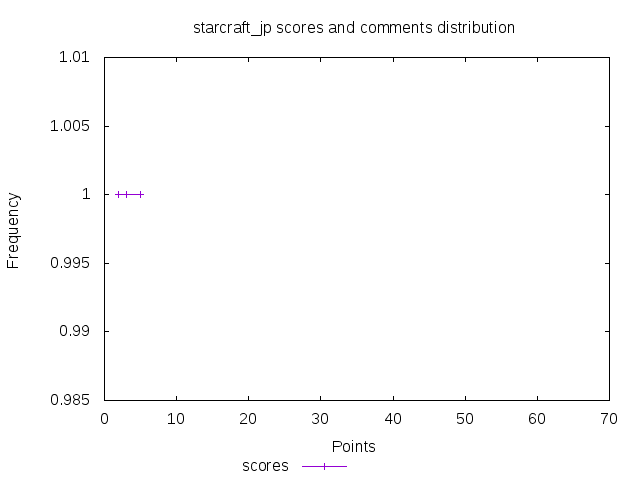 starcraft_jp scores and comments distribution
1.01
1.005
1
0.995
0.99
0.985
Frequency
0 10 20 30 40 50 60 70
Points
scores